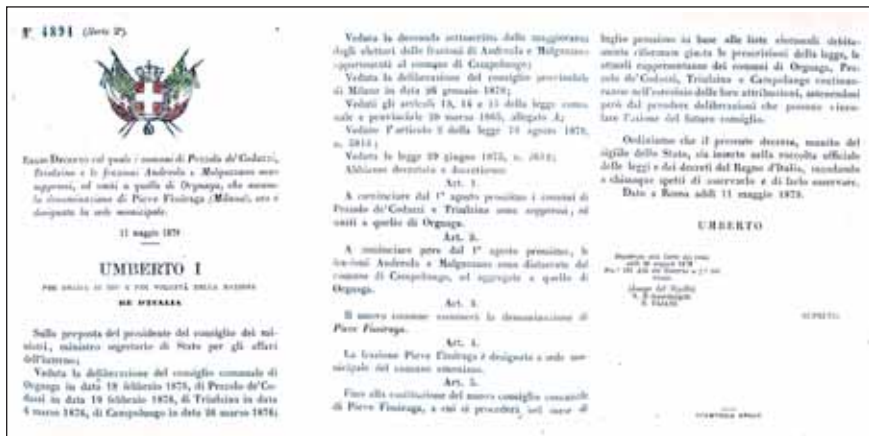 N° 4891 (Serie 2ª)
REGIO DECRETO col quale i comuni di Pezzolo de'Codazzi,
Triulzina e le frazioni Andreola e Malguzzano sono
soppressi, ed uniti a quello di Orgnaga, che assume
la denominazione di Pieve Fissiraga (Milano), ove è
designata la sede municipale.
11 maggio 1879
UMBERTO I
PER GRAZIA DI DIO E PER VOLONTÀ DELLA NAZIONE
RE D'ITALIA
Sulla proposta del presidente del consiglio dei mi-
nistri, ministro segretario di Stato per gli affari
dell'interno;
Veduta la deliberazione del consiglio comunale di
Orgnaga in data 19 febbraio 1878, di Pezzolo de'Co-
dazzi in data 19 febbraio 1878, di Triulzina in data
4 marzo 1878, di Campolungo in data 26 marzo 1878;
Veduta la domanda sottoscritta dalla maggioranza
degli elettori delle frazioni di Andreola e Malguzzano
appartenenti al comune di Campolungo;
Veduta la deliberazione del consiglio provinciale
di Milano in data 26 gennaio 1879;
Veduti gli articoli 13, 14 e 15 della legge comu-
nale e provinciale 20 marzo 1865, allegato A;
Veduto l'articolo 2 della legge 18 agosto 1870,
Veduta la legge 29 giugno 1875, n. 2612;
Abbiamo decretato e decretiamo:
Art. 1.
A cominciare dal 1° agosto prossimo i comuni di
Pezzolo de'Codazzi e Triulzina sono soppressi, ed
uniti a quello di Orgnaga.
Art. 2.
A cominciare pure dal 1° agosto prossimo, le
frazioni Andreola e Malguzzano sono distaccate dal
comune di Campolungo, ed aggregate a quello di
Orgnaga.
Art. 3.
Il nuovo comune assumerà la denominazione di
Pieve Fissiraga.
Art. 4.
La frazione Pieve Fissiraga è designata a sede mu-
nicipale del comune omonimo.
Art. 5.
Fino alla costituzione del nuovo consiglio comunale
di Pieve Fissiraga, a cui si procederà nel mese di
luglio prossimo in base alle liste elettorali debita-
mente riformate giusta le prescrizioni della legge, le
attuali rappresentanze dei comuni di Orgnaga, Pez-
zolo de'Codazzi, Triulzina e Campolungo continue-
ranno nell'esercizio delle loro attribuzioni, astenendosi
però dal prendere deliberazioni che possano vinco-
lare l'azione del futuro consiglio.
Ordiniamo che il presente decreto, munito del
sigillo dello Stato, sia inserto nella raccolta ufficiale
delle leggi e dei decreti del Regno d'Italia, mandando
a chiunque spetti di osservarlo e di farlo osservare.
Dato a Roma addì 11 maggio 1879.
UMBERTO